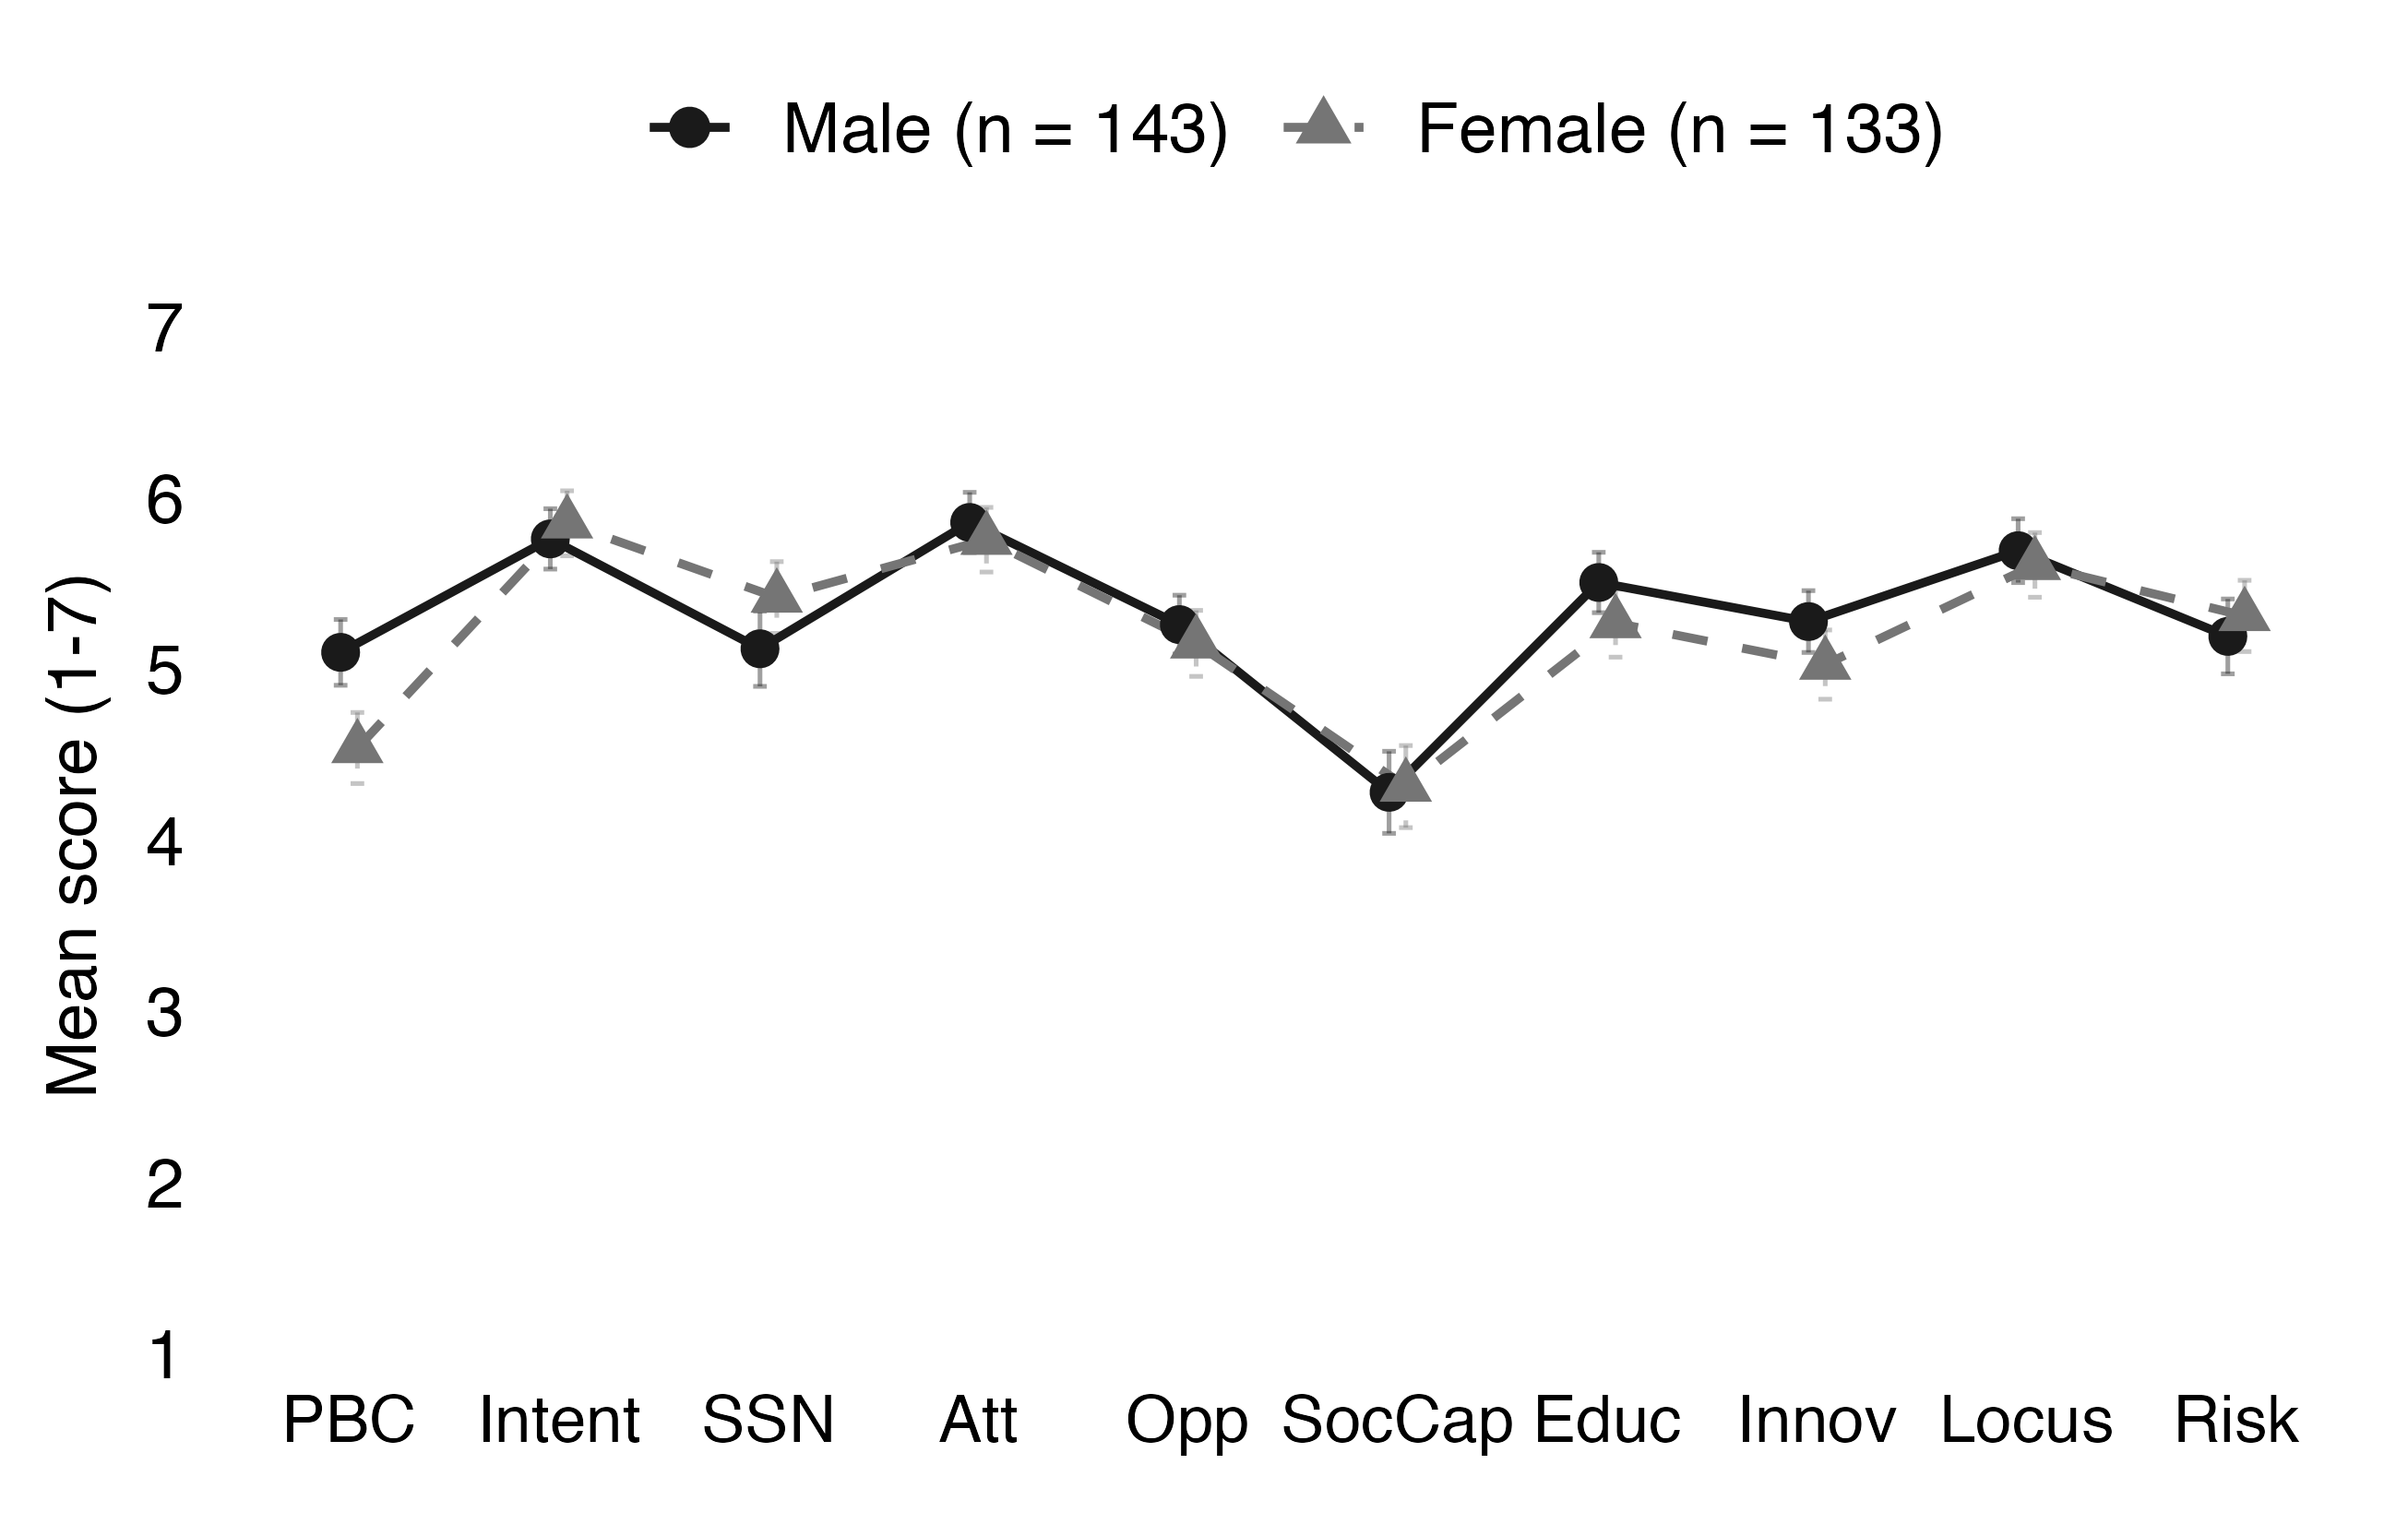 Male (n = 143)
Female (n = 133)
Mean score (1-7)
7
6
5
4
3
2
1
PBC
Intent
SSN
Att
Opp
SocCap
Educ
Innov
Locus
Risk